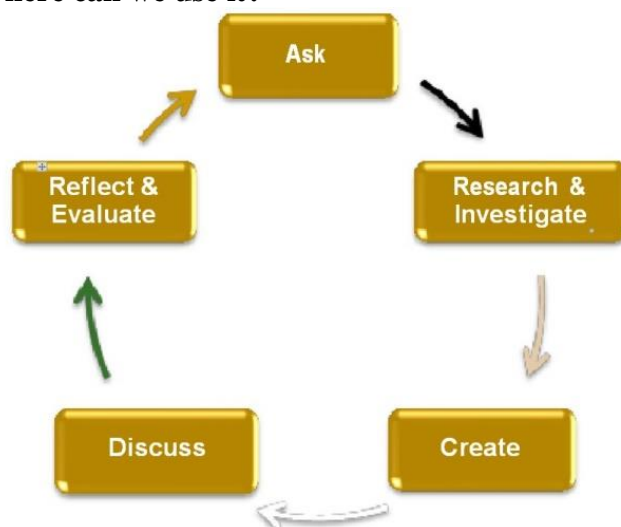 Ask
Research &
Investigate
Create
Discuss
Reflect &
Evaluate